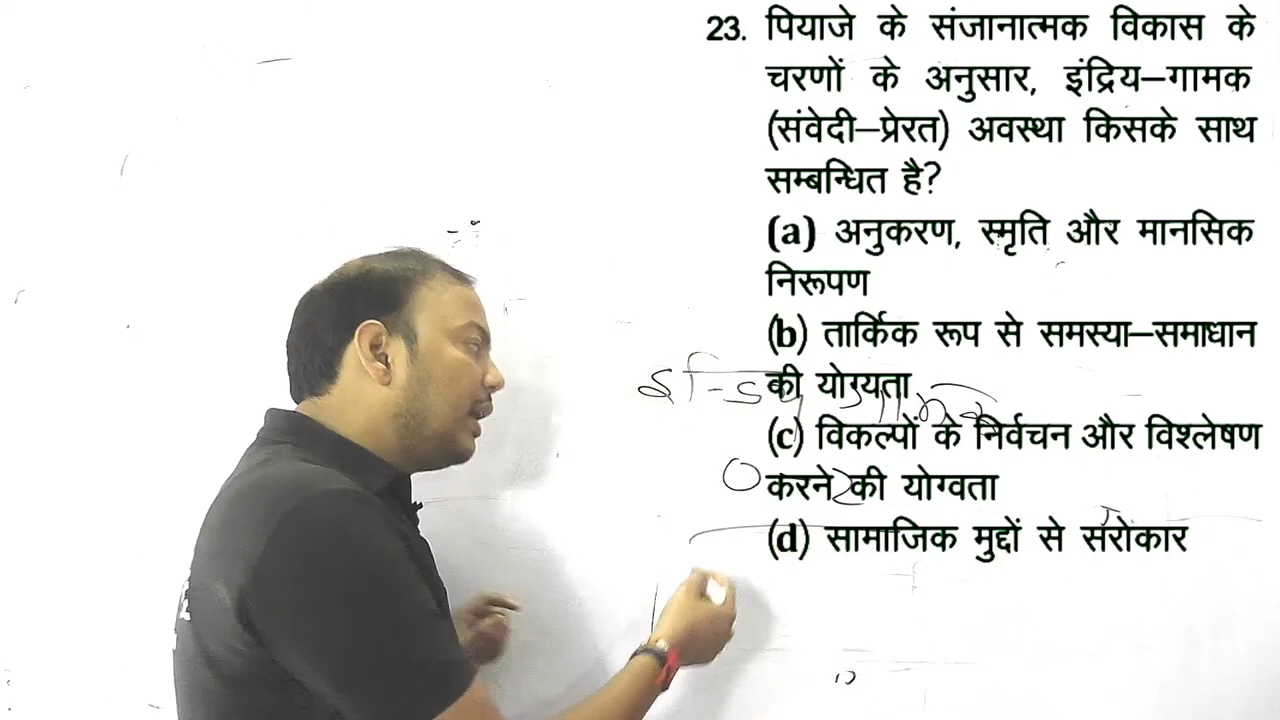 23. पियाजे के संजानात्मक विकास के
चरणों के अनुसार, इंद्रिय–गामक
(संवेदी–प्रेरत) अवस्था किसके साथ
सम्बन्धित है?
(a) अनुकरण, स्मृति और मानसिक
निरूपण
(b) तार्किक रूप से समस्या–समाधान
की योग्यता
(c) विकल्पों के निर्वचन और विश्लेषण
करने की योग्वता
(d) सामाजिक मुद्दों से सरोकार